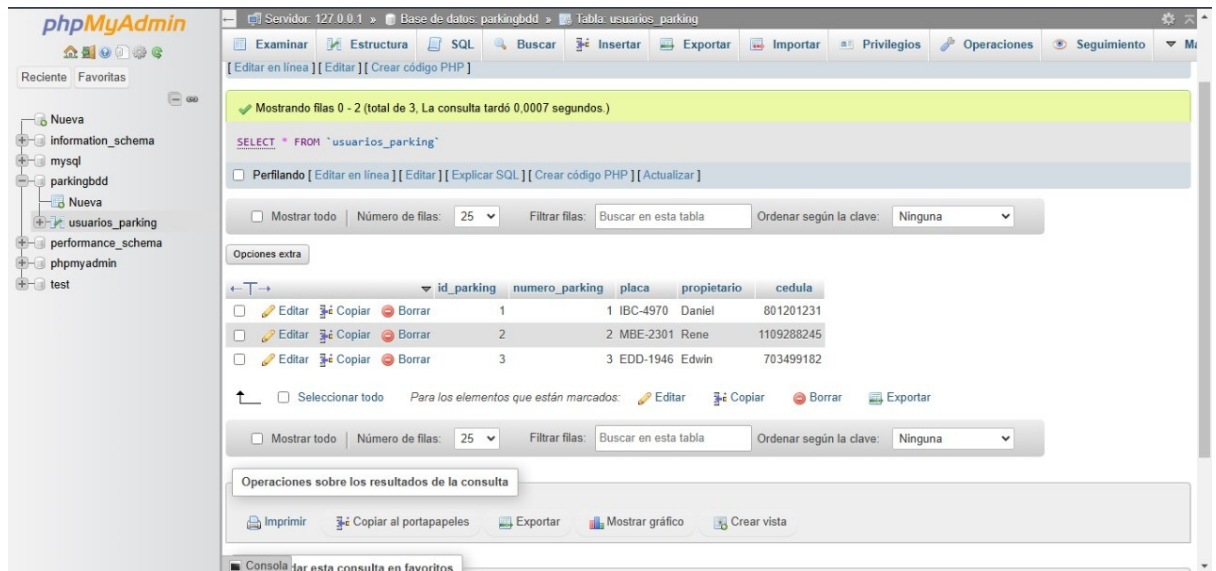 phpMyAdmin
Reciente Favoritas
Nueva
information_schema
mysql
parkingbdd
Nueva
usuarios_parking
performance_schema
phpmyadmin
test
Servidor: 127.0.0.1 » Base de datos: parkingbdd » Tabla: usuarios_parking
Examinar Estructura SQL Buscar Insertar Exportar Importar Privilegios Operaciones Seguimiento
[ Editar en línea ] [ Editar ] [ Crear código PHP ]
Mostrando filas 0 - 2 (total de 3, La consulta tardó 0,0007 segundos.)
SELECT * FROM `usuarios_parking`
Perfilando [ Editar en línea ] [ Editar ] [ Explicar SQL ] [ Crear código PHP ] [ Actualizar ]
Mostrar todo | Número de filas: 25 Filtrar filas: Buscar en esta tabla Ordenar según la clave: Ninguna
Opciones extra
←T→ id_parking numero_parking placa propietario cedula
Editar Copiar Borrar 1 1 IBC-4970 Daniel 801201231
Editar Copiar Borrar 2 2 MBE-2301 Rene 1109288245
Editar Copiar Borrar 3 3 EDD-1946 Edwin 703499182
Seleccionar todo Para los elementos que están marcados: Editar Copiar Borrar Exportar
Mostrar todo | Número de filas: 25 Filtrar filas: Buscar en esta tabla Ordenar según la clave: Ninguna
Operaciones sobre los resultados de la consulta
Imprimir Copiar al portapapeles Exportar Mostrar gráfico Crear vista
Consola
esta consulta en favoritos